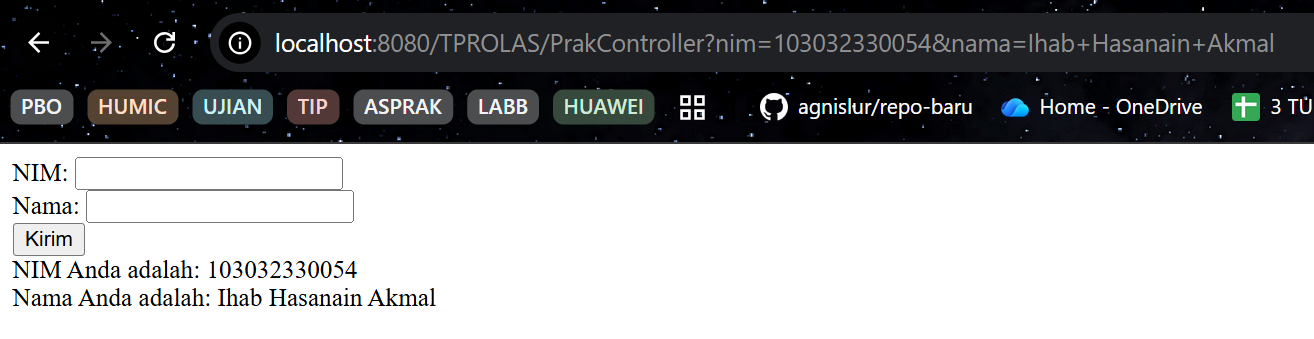 localhost:8080/TPROLAS/PrakController?nim=103032330054&nama=Ihab+Hasanain+Akmal
PBO HUMIC UJIAN TIP ASPRAK LABB HUAWEI agnislur/repo-baru Home - OneDrive 3 TU
NIM:
Nama:
Kirim
NIM Anda adalah: 103032330054
Nama Anda adalah: Ihab Hasanain Akmal